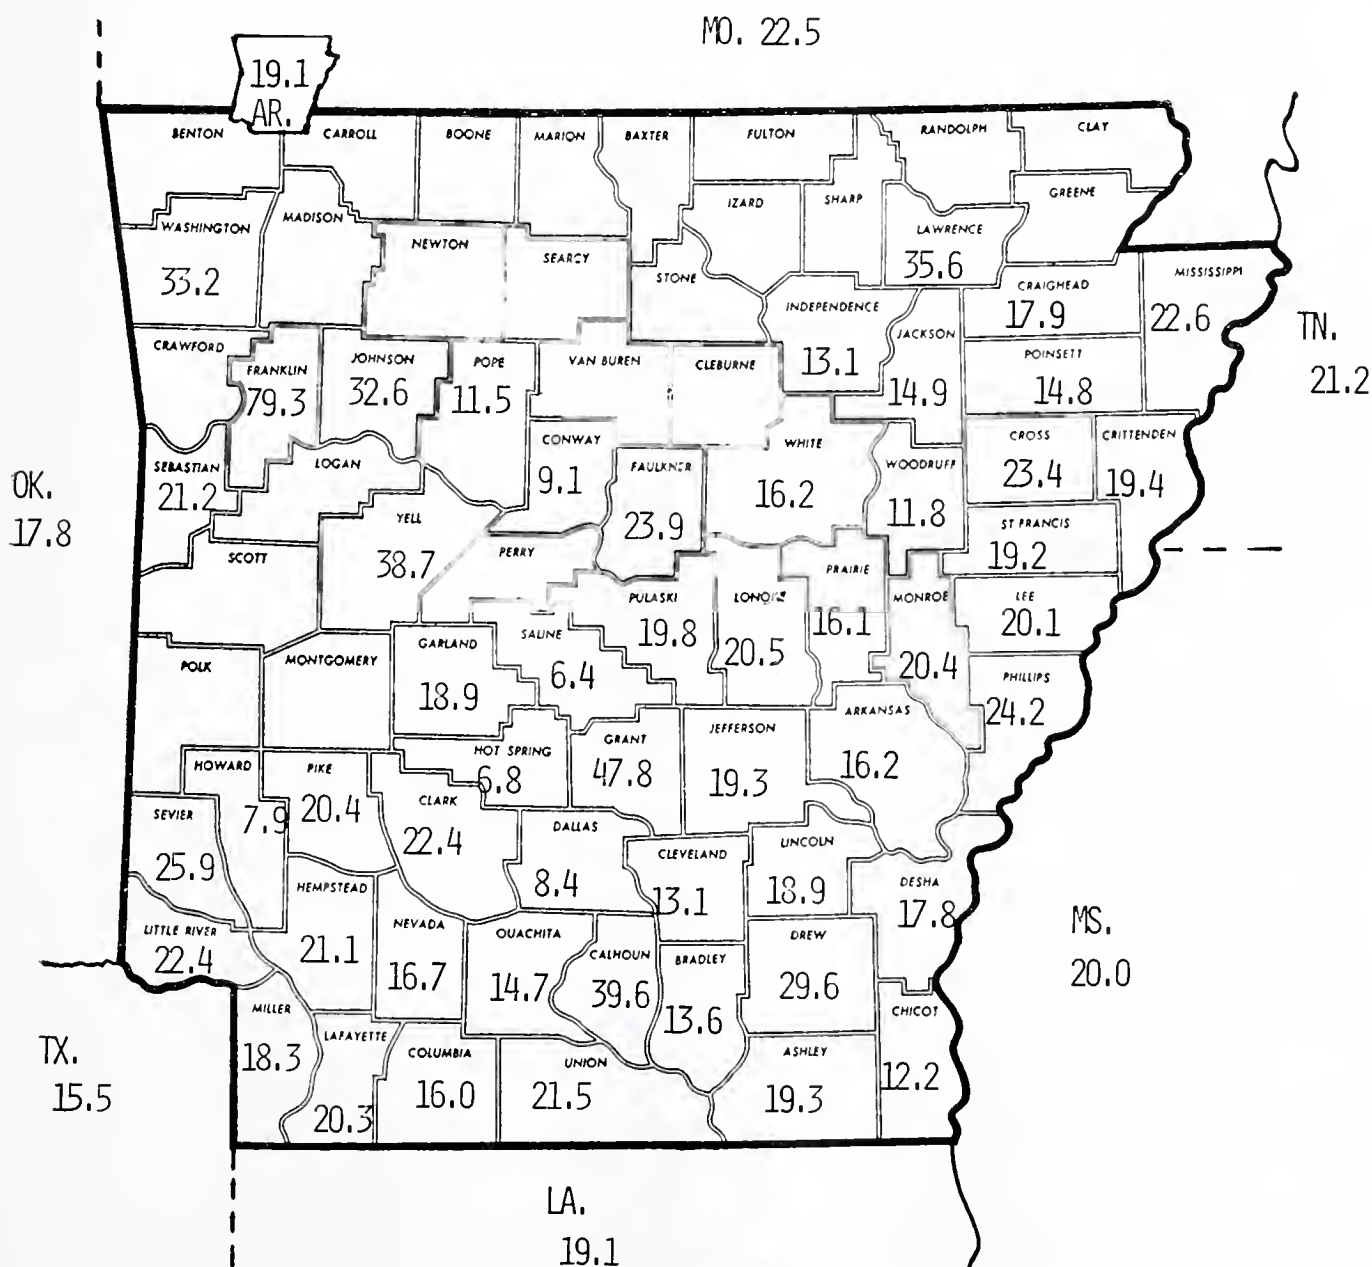 MO. 22.5
19.1
AR.
BENTON
CARROLL
BOONE
MARION
BAXTER
FULTON
RANDOLPH
CLAY
WASHINGTON
33.2
MADISON
NEWTON
SEARCY
STONE
IZARD
SHARP
LAWRENCE
35.6
GREENE
CRAIGHEAD
17.9
MISSISSIPPI
22.6
TN.
21.2
CRAWFORD
FRANKLIN
79.3
JOHNSON
32.6
POPE
11.5
VAN BUREN
CLEBURNE
INDEPENDENCE
13.1
JACKSON
14.9
POINSETT
14.8
OK.
17.8
SEBASTIAN
21.2
LOGAN
CONWAY
9.1
FAULKNER
23.9
WHITE
16.2
WOODRUFF
11.8
CROSS
23.4
CRITTENDEN
19.4
SCOTT
YELL
38.7
PERRY
PULASKI
19.8
LONOKE
20.5
PRAIRIE
16.1
MONROE
20.4
ST FRANCIS
19.2
LEE
20.1
POLK
MONTGOMERY
GARLAND
18.9
SALINE
6.4
PHILLIPS
24.2
HOWARD
7.9
PIKE
20.4
CLARK
22.4
HOT SPRING
6.8
GRANT
47.8
JEFFERSON
19.3
ARKANSAS
16.2
SEVIER
25.9
DALLAS
8.4
CLEVELAND
13.1
LINCOLN
18.9
DESHA
17.8
LITTLE RIVER
22.4
HEMPSTEAD
21.1
NEVADA
16.7
OUACHITA
14.7
CALHOUN
39.6
BRADLEY
13.6
DREW
29.6
MS.
20.0
TX.
15.5
MILLER
18.3
LAFAYETTE
20.3
COLUMBIA
16.0
UNION
21.5
ASHLEY
19.3
CHICOT
12.2
LA.
19.1